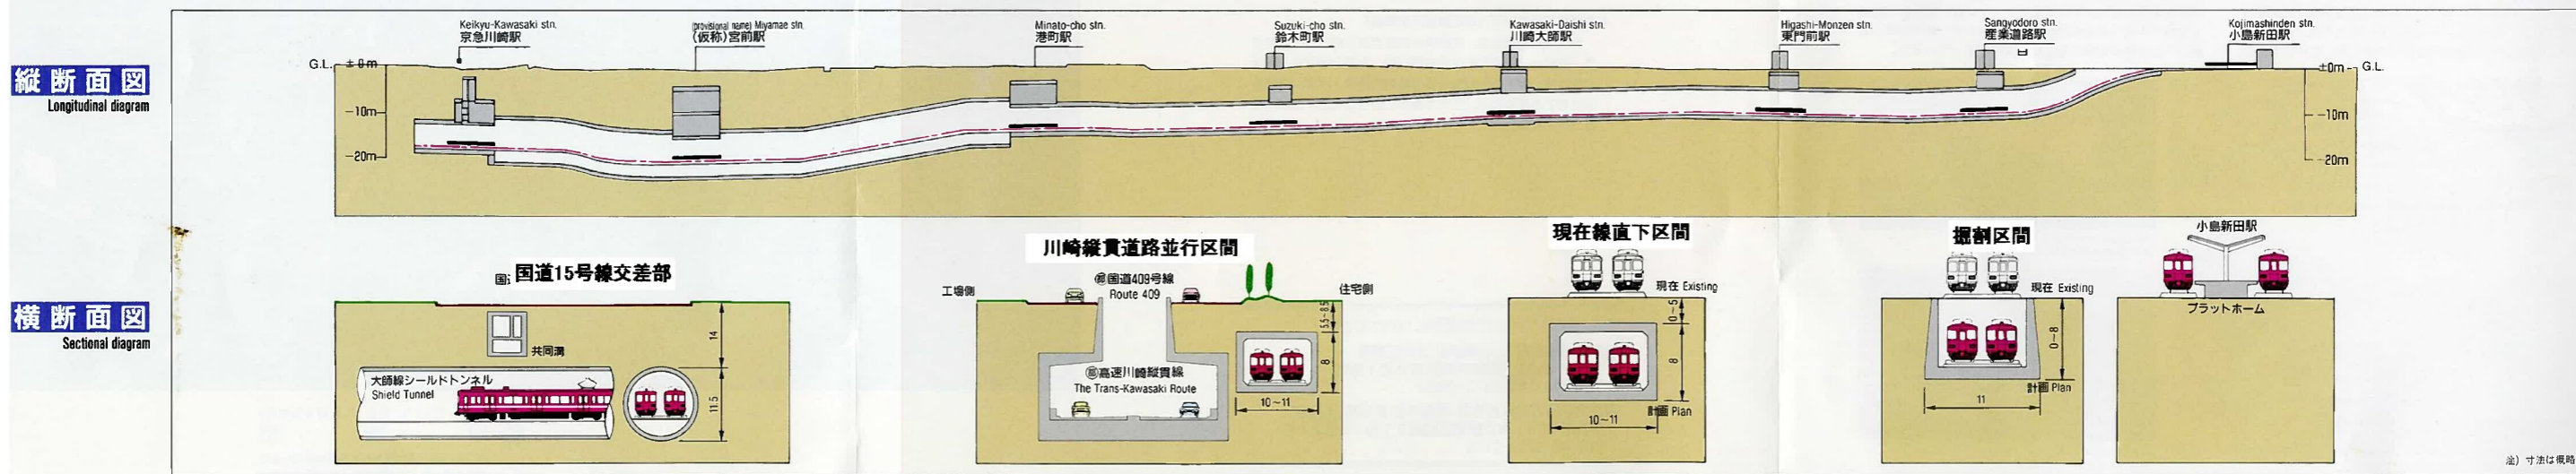 縦断面図
Longitudinal diagram
Keikyu-Kawasaki stn.
京急川崎駅
(provisional name) Miyamae stn.
(仮称)宮前駅
Minato-cho stn.
港町駅
Suzuki-cho stn.
鈴木町駅
Kawasaki-Daishi stn.
川崎大師駅
Higashi-Monzen stn.
東門前駅
Sangyodoro stn.
産業道路駅
Kojimashinden stn.
小島新田駅
G.L. ±0m
-10m
-20m
±0m G.L.
-10m
-20m
横断面図
Sectional diagram
国道15号線交差部
共同溝
大師線シールドトンネル
Shield Tunnel
14
11.5
川崎縦貫道路並行区間
工場側
国道409号線
Route 409
住宅側
高速川崎縦貫線
The Trans-Kawasaki Route
5.5~8.5
8
10~11
現在線直下区間
現在 Existing
0~5
8
計画 Plan
10~11
掘割区間
現在 Existing
0~8
計画 Plan
11
小島新田駅
プラットホーム
注) 寸法は概略